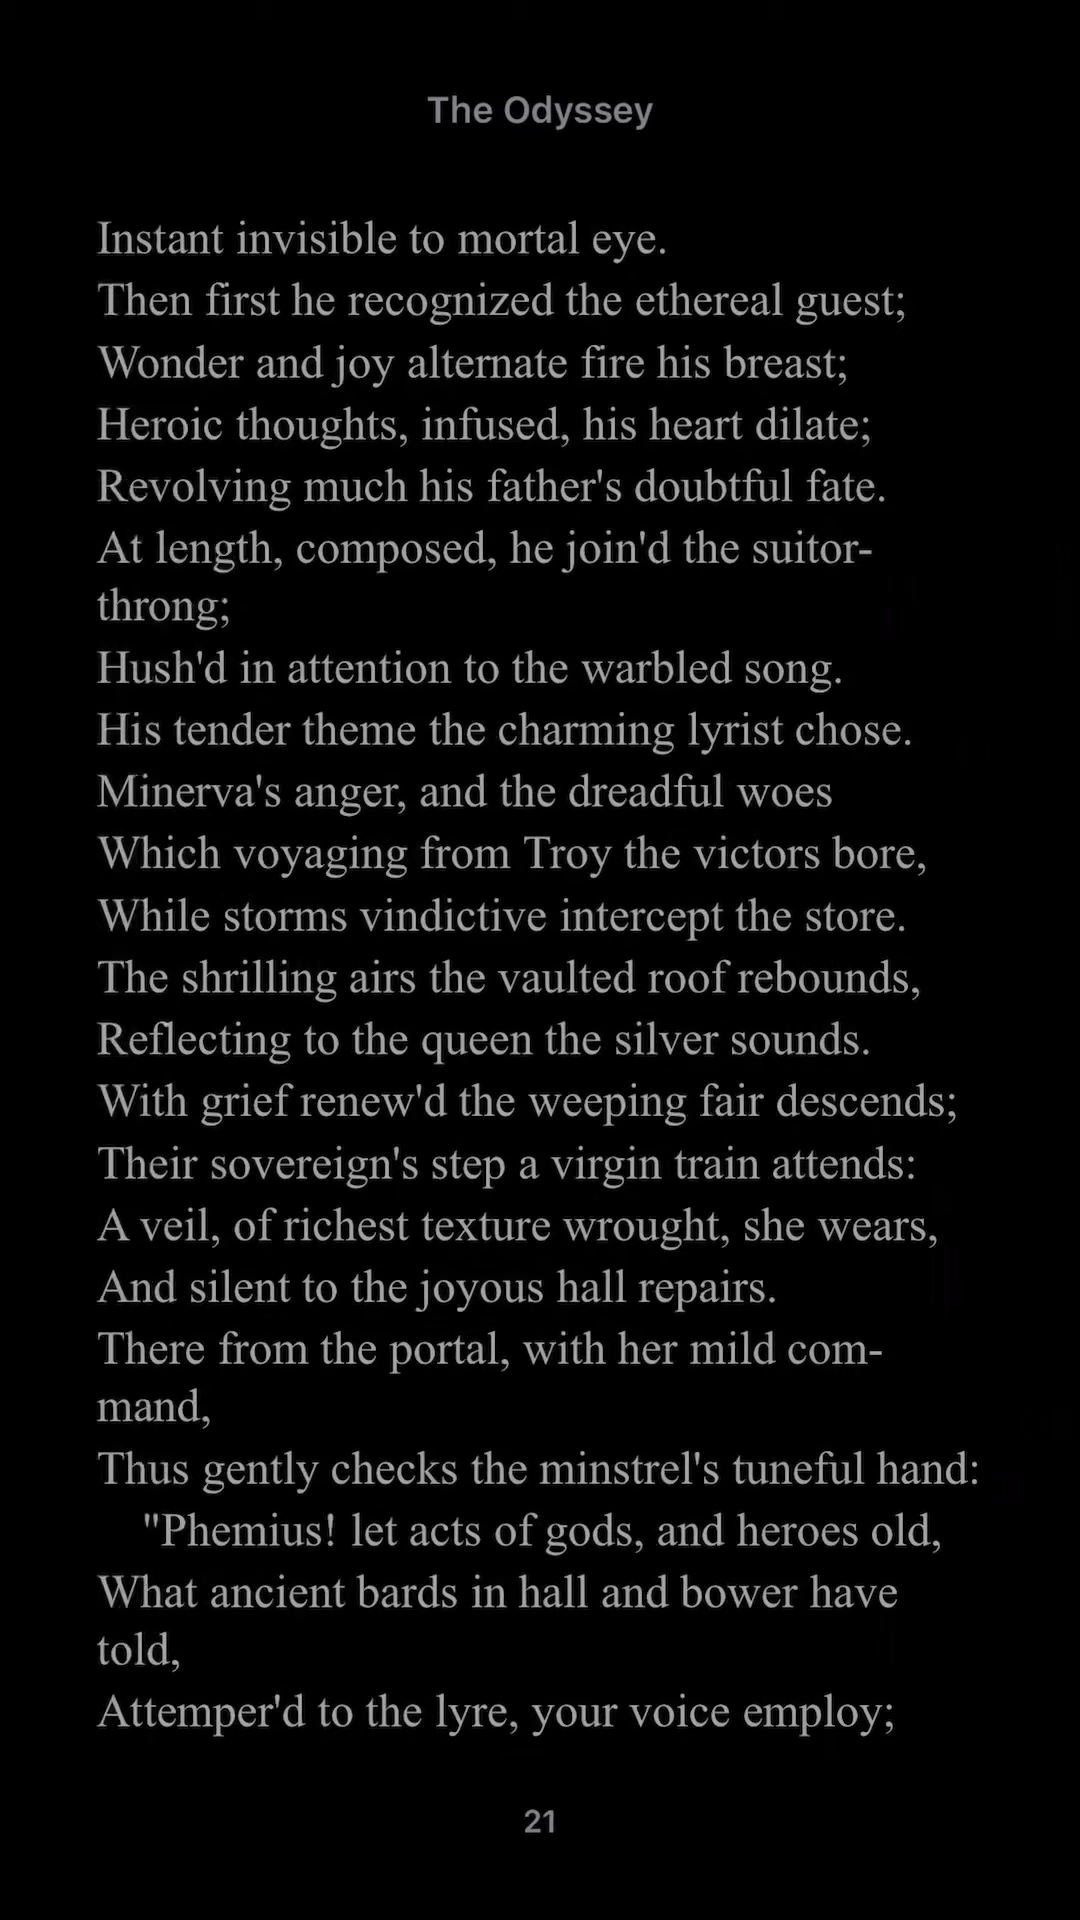 The Odyssey
Instant invisible to mortal eye.
Then first he recognized the ethereal guest;
Wonder and joy alternate fire his breast;
Heroic thoughts, infused, his heart dilate;
Revolving much his father's doubtful fate.
At length, composed, he join'd the suitor-
throng;
Hush'd in attention to the warbled song.
His tender theme the charming lyrist chose.
Minerva's anger, and the dreadful woes
Which voyaging from Troy the victors bore,
While storms vindictive intercept the store.
The shrilling airs the vaulted roof rebounds,
Reflecting to the queen the silver sounds.
With grief renew'd the weeping fair descends;
Their sovereign's step a virgin train attends:
A veil, of richest texture wrought, she wears,
And silent to the joyous hall repairs.
There from the portal, with her mild com-
mand,
Thus gently checks the minstrel's tuneful hand:
"Phemius! let acts of gods, and heroes old,
What ancient bards in hall and bower have
told,
Attemper'd to the lyre, your voice employ;
21